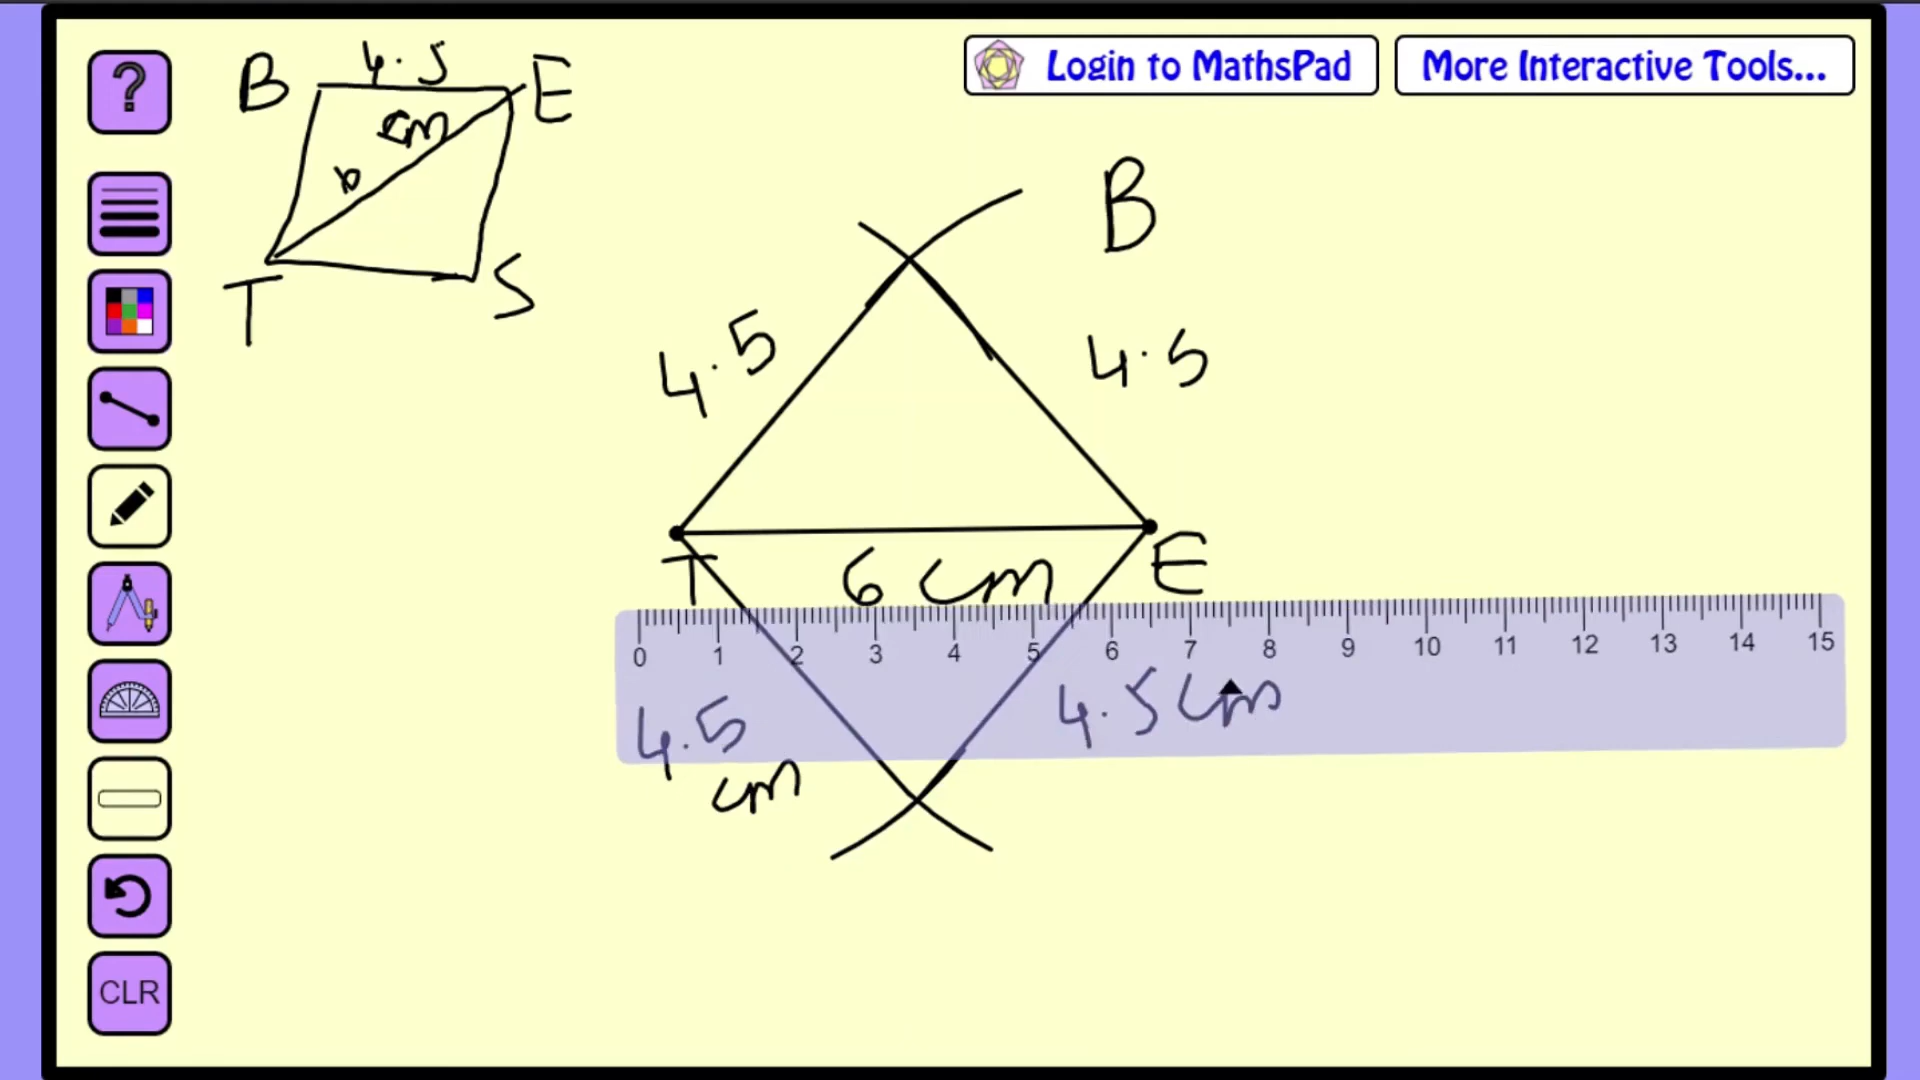 Login to MathsPad
More Interactive Tools...
?
B
4.5
E
cm
6
T
S
B
4.5
4.5
T
6 cm
E
0 1 2 3 4 5 6 7 8 9 10 11 12 13 14 15
4.5
cm
4.5 cm
CLR